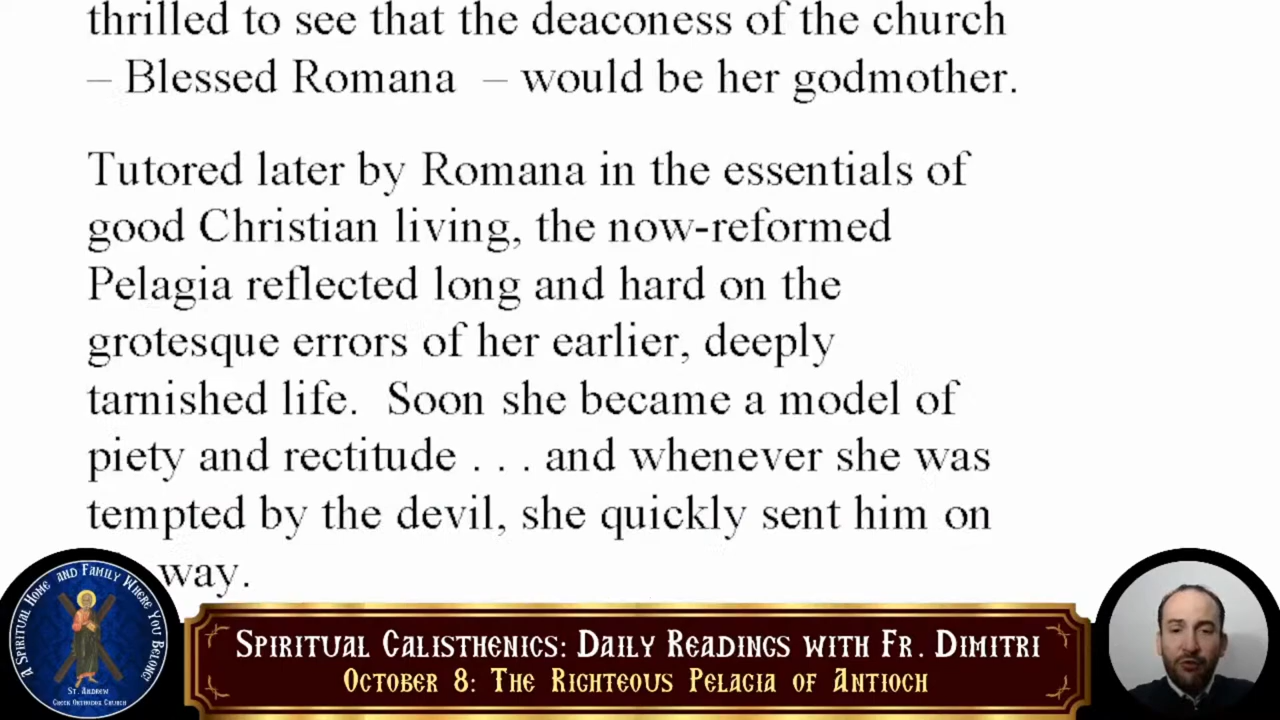 thrilled to see that the deaconess of the church
– Blessed Romana – would be her godmother.
Tutored later by Romana in the essentials of
good Christian living, the now-reformed
Pelagia reflected long and hard on the
grotesque errors of her earlier, deeply
tarnished life. Soon she became a model of
piety and rectitude . . . and whenever she was
tempted by the devil, she quickly sent him on
way.
A Spiritual Home and Family Where You Belong!
St. Andrew
Greek Orthodox Church
Spiritual Calisthenics: Daily Readings with Fr. Dimitri
October 8: The Righteous Pelagia of Antioch